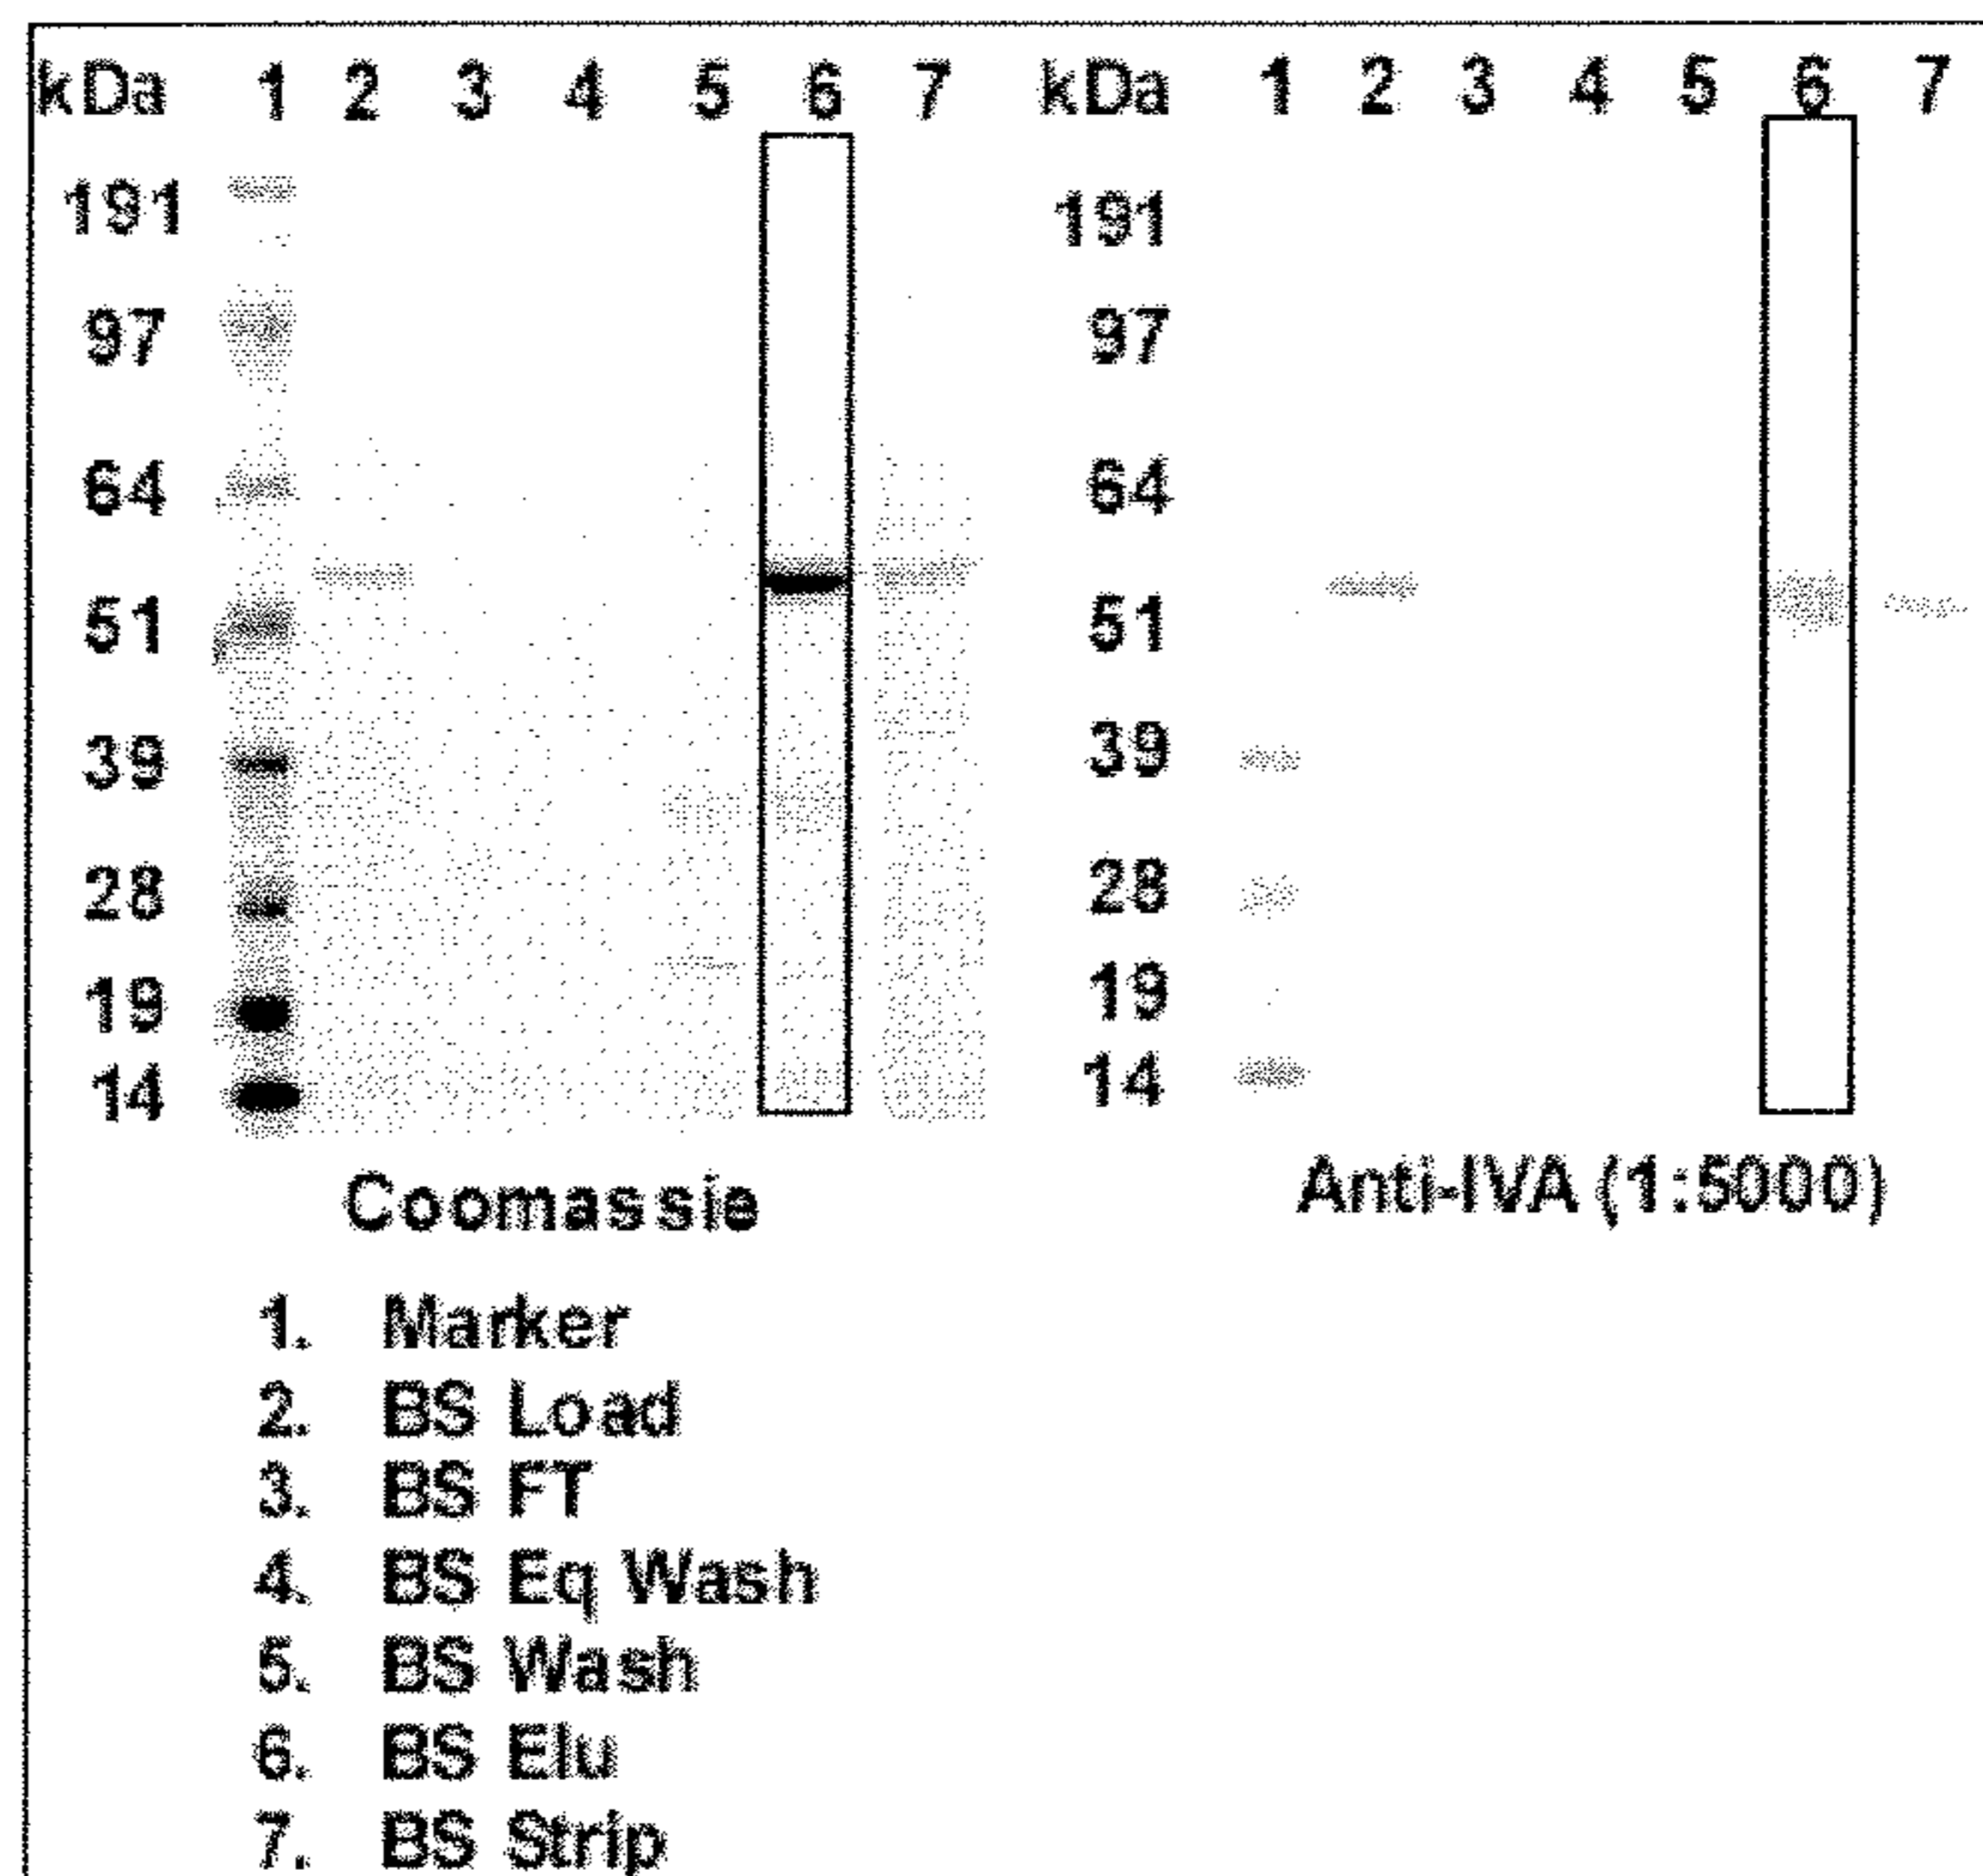 kDa 1 2 3 4 5 6 7 kDa 1 2 3 4 5 6 7
191 191
97 97
64 64
51 51
39 39
28 28
19 19
14 14
Coomassie Anti-IVA (1:5000)
1. Marker
2. BS Load
3. BS FT
4. BS Eq Wash
5. BS Wash
6. BS Elu
7. BS Strip